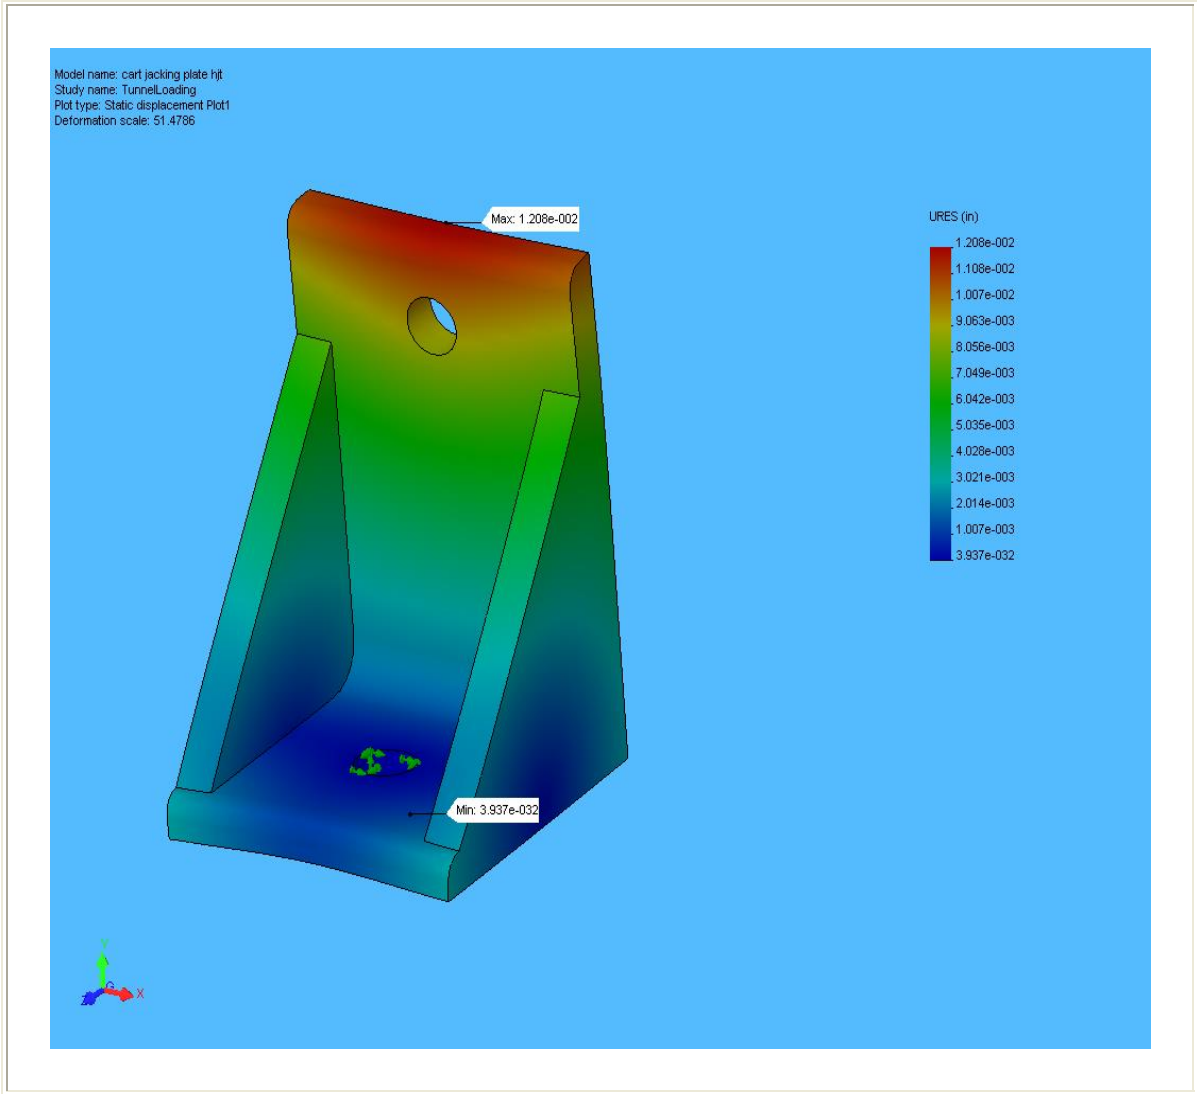 Model name: cart jacking plate hjt
Study name: TunnelLoading
Plot type: Static displacement Plot1
Deformation scale: 51.4786
Max: 1.208e-002
URES (in)
1.208e-002
1.108e-002
1.007e-002
9.063e-003
8.056e-003
7.049e-003
6.042e-003
5.035e-003
4.028e-003
3.021e-003
2.014e-003
1.007e-003
3.937e-032
Min: 3.937e-032
Y
X
Z